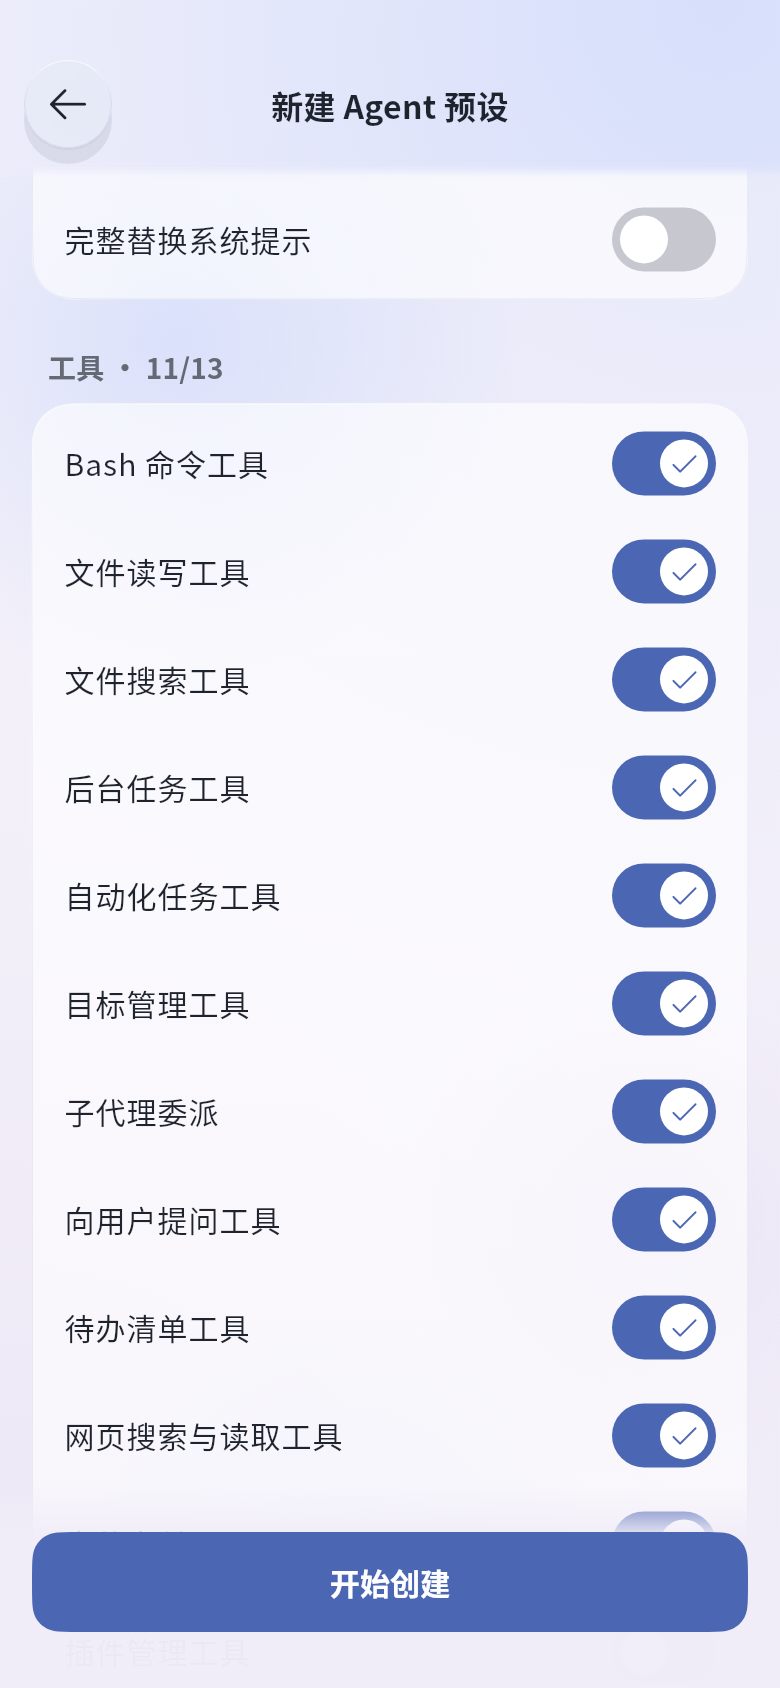 新建 Agent 预设
完整替换系统提示
工具 · 11/13
Bash 命令工具
文件读写工具
文件搜索工具
后台任务工具
自动化任务工具
目标管理工具
子代理委派
向用户提问工具
待办清单工具
网页搜索与读取工具
开始创建
插件管理工具